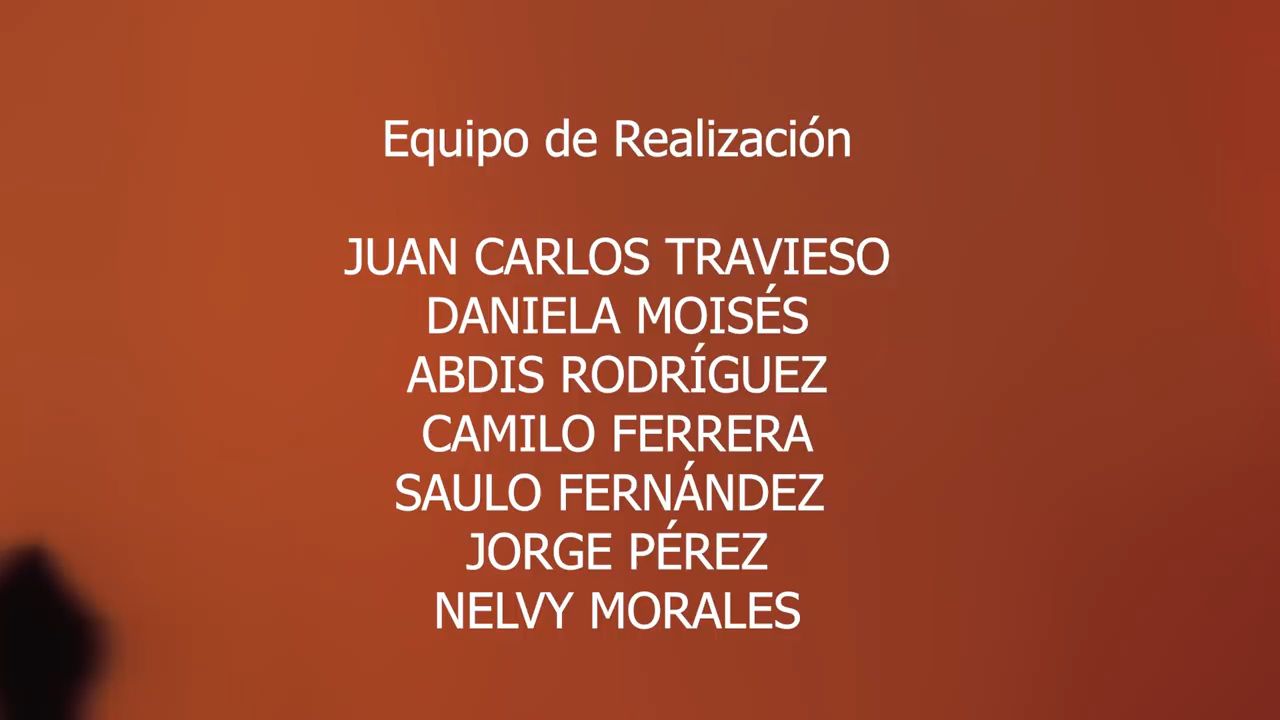 Equipo de Realización
JUAN CARLOS TRAVIESO
DANIELA MOISÉS
ABDIS RODRÍGUEZ
CAMILO FERRERA
SAULO FERNÁNDEZ
JORGE PÉREZ
NELVY MORALES